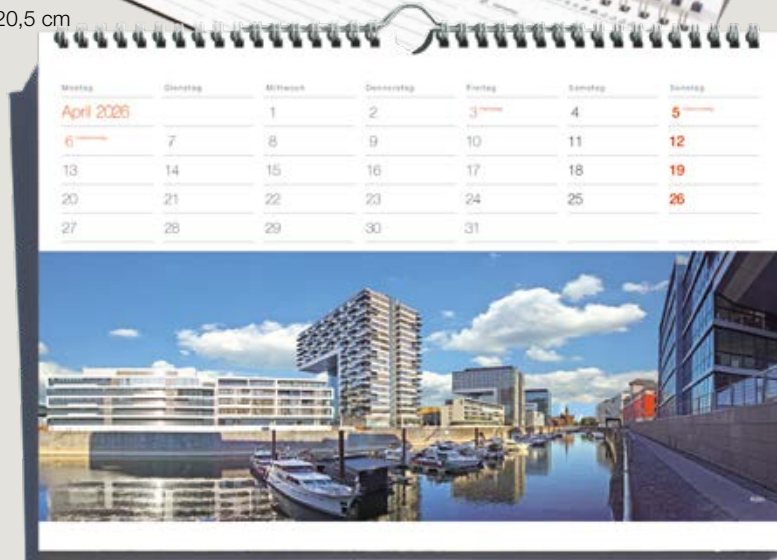 20,5 cm
Montag Dienstag Mittwoch Donnerstag Freitag Samstag Sonntag
April 2026 1 2 3 4 5
6 7 8 9 10 11 12
13 14 15 16 17 18 19
20 21 22 23 24 25 26
27 28 29 30 31